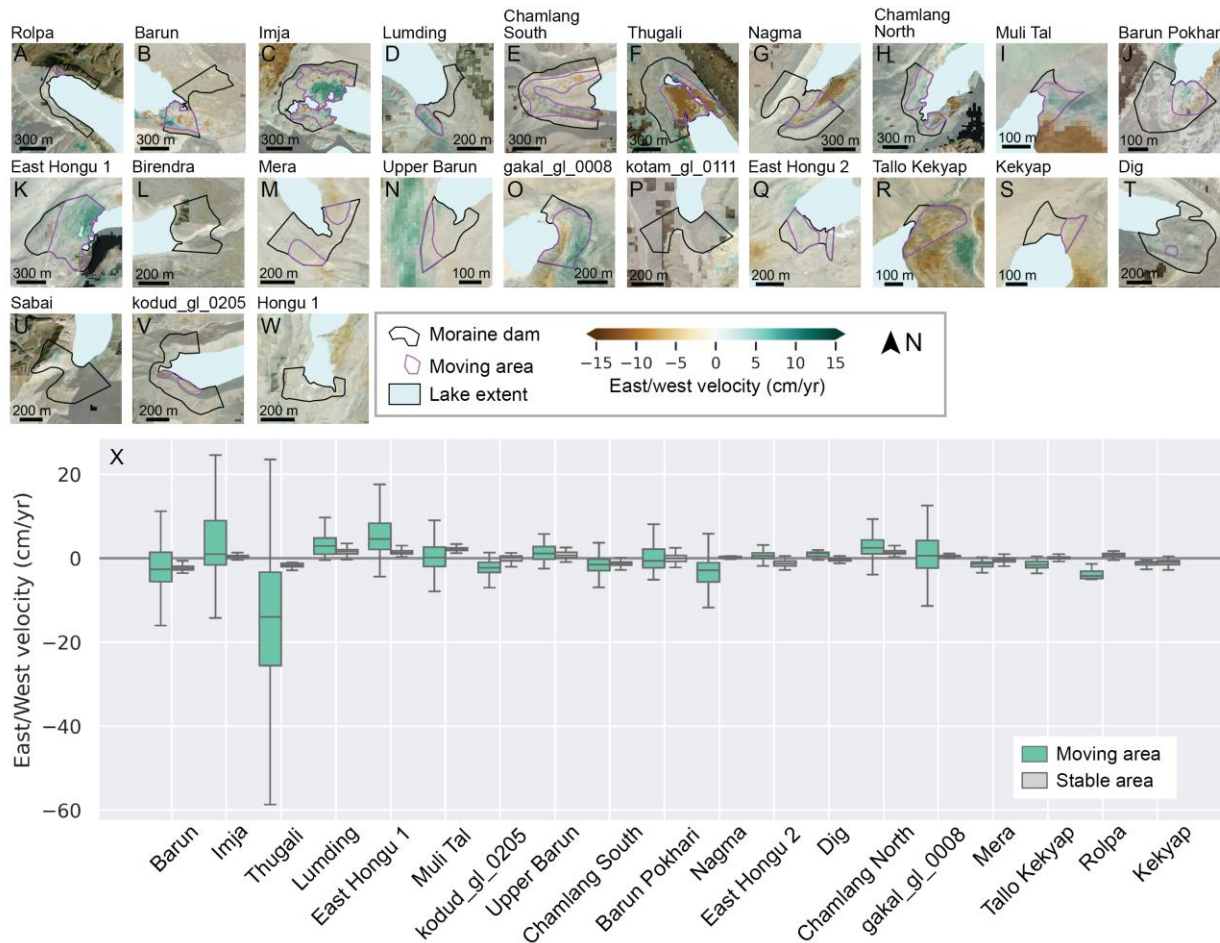 Rolpa Barun Imja Lumding Chamlang South Thugali Nagma Chamlang North Muli Tal Barun Pokhari
A B C D E F G H I J
300 m 300 m 300 m 200 m 300 m 300 m 300 m 300 m 100 m 100 m
East Hongu 1 Birendra Mera Upper Barun gakal_gl_0008 kotam_gl_0111 East Hongu 2 Tallo Kekyap Kekyap Dig
K L M N O P Q R S T
300 m 200 m 200 m 100 m 200 m 200 m 200 m 100 m 100 m 200 m
Sabai kodud_gl_0205 Hongu 1
U V W
200 m 200 m 200 m
Moraine dam
Moving area
Lake extent
−15 −10 −5 0 5 10 15
East/west velocity (cm/yr)
N
X
East/West velocity (cm/yr)
20
0
−20
−40
−60
Moving area
Stable area
Barun
Imja
Thugali
Lumding
East Hongu 1
Muli Tal
kodud_gl_0205
Upper Barun
Chamlang South
Barun Pokhari
Nagma
East Hongu 2
Dig
Chamlang North
gakal_gl_0008
Mera
Tallo Kekyap
Rolpa
Kekyap